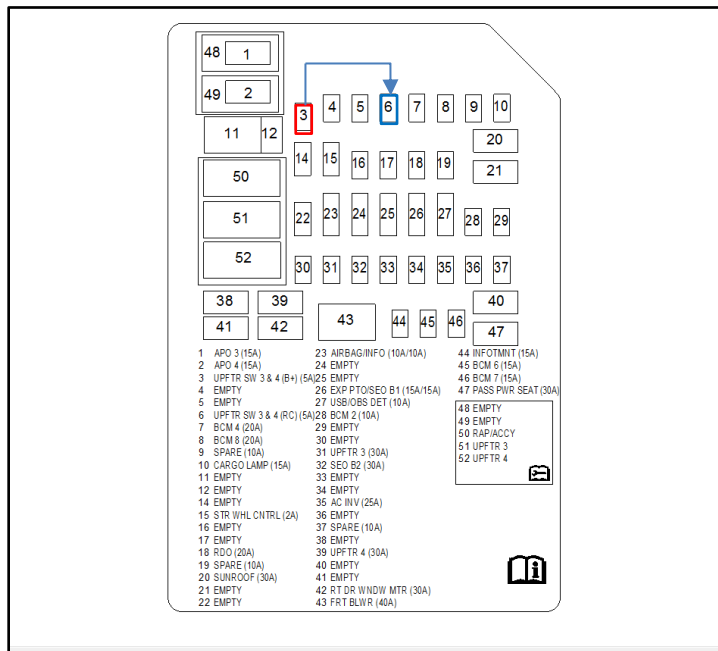 48 1
49 2
3 4 5 6 7 8 9 10
11 12
20
14 15 16 17 18 19
21
50
51
22 23 24 25 26 27 28 29
52
30 31 32 33 34 35 36 37
38 39 40
41 42 43 44 45 46 47
1 APO 3 (15A)
2 APO 4 (15A)
3 UPFTR SW 3 & 4 (B+) (5A)
4 EMPTY
5 EMPTY
6 UPFTR SW 3 & 4 (RC) (5A)
7 BCM 4 (20A)
8 BCM 8 (20A)
9 SPARE (10A)
10 CARGO LAMP (15A)
11 EMPTY
12 EMPTY
14 EMPTY
15 STR WHL CNTRL (2A)
16 EMPTY
17 EMPTY
18 RDO (20A)
19 SPARE (10A)
20 SUNROOF (30A)
21 EMPTY
22 EMPTY
23 AIRBAG/INFO (10A/10A)
24 EMPTY
25 EMPTY
26 EXP PTO/SEO B1 (15A/15A)
27 USB/OBS DET (10A)
28 BCM 2 (10A)
29 EMPTY
30 EMPTY
31 UPFTR 3 (30A)
32 SEO B2 (30A)
33 EMPTY
34 EMPTY
35 AC INV (25A)
36 EMPTY
37 SPARE (10A)
38 EMPTY
39 UPFTR 4 (30A)
40 EMPTY
41 EMPTY
42 RT DR WNDW MTR (30A)
43 FRT BLWR (40A)
44 INFOTMNT (15A)
45 BCM 6 (15A)
46 BCM 7 (15A)
47 PASS PWR SEAT (30A)
48 EMPTY
49 EMPTY
50 RAP/ACCY
51 UPFTR 3
52 UPFTR 4